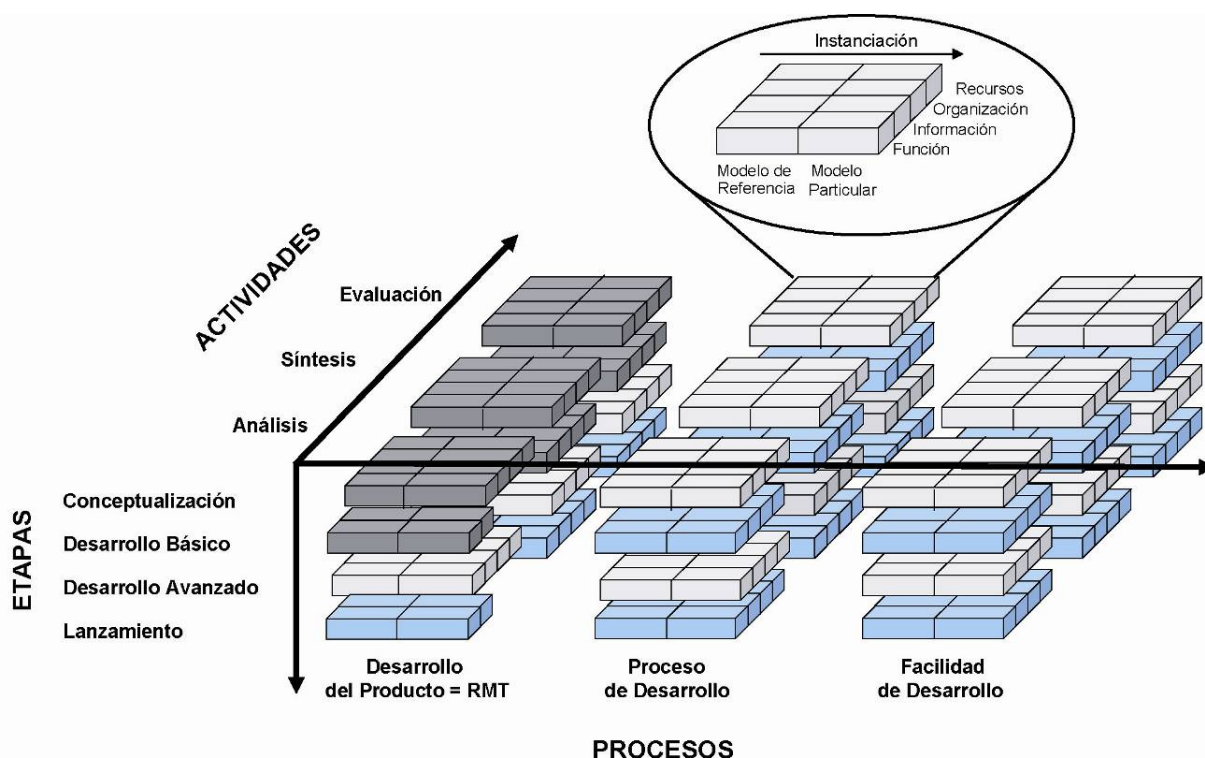 Instanciación
Recursos
Organización
Información
Función
Modelo de
Referencia
Modelo
Particular
ACTIVIDADES
Evaluación
Síntesis
Análisis
ETAPAS
Conceptualización
Desarrollo Básico
Desarrollo Avanzado
Lanzamiento
Desarrollo
del Producto = RMT
Proceso
de Desarrollo
Facilidad
de Desarrollo
PROCESOS